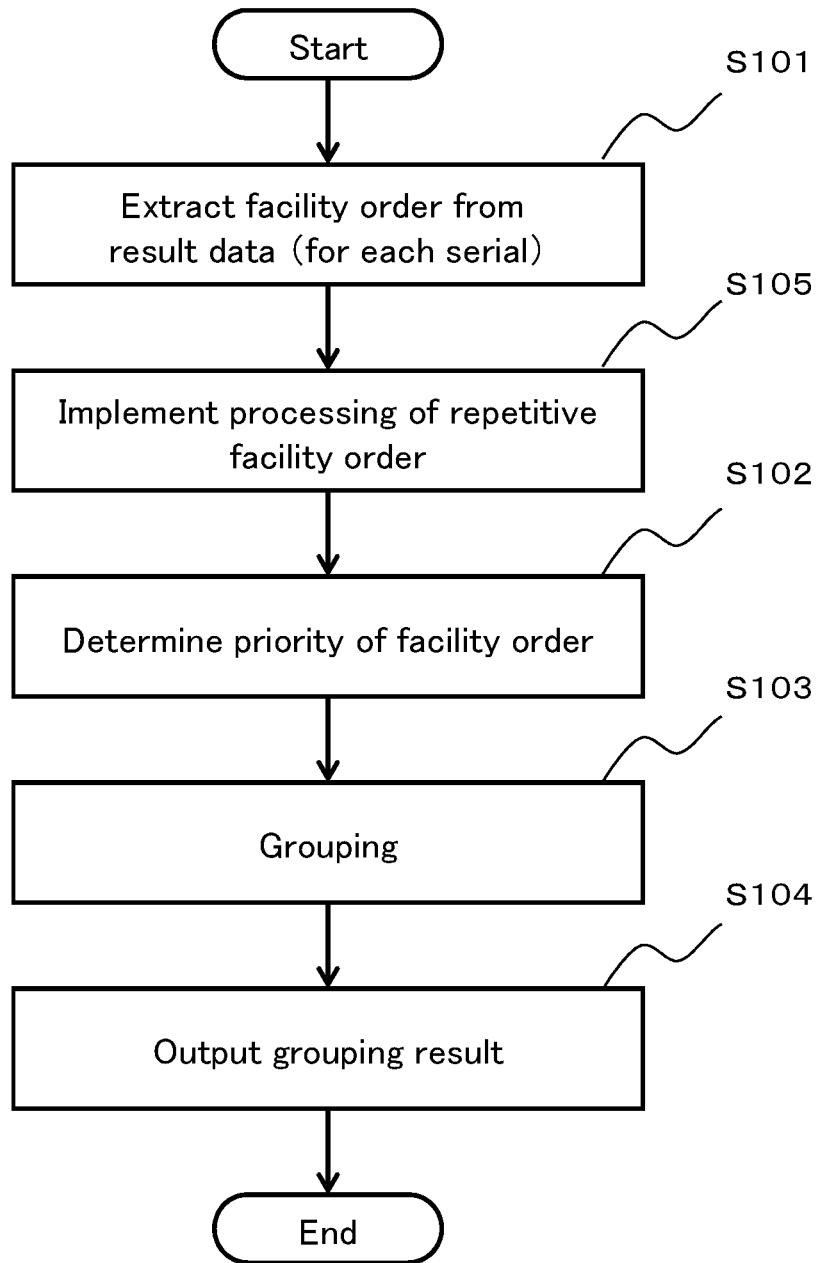 Start
S101
Extract facility order from
result data (for each serial)
S105
Implement processing of repetitive
facility order
S102
Determine priority of facility order
S103
Grouping
S104
Output grouping result
End